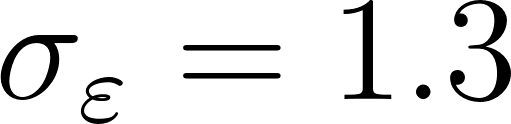 σ_ε = 1.3